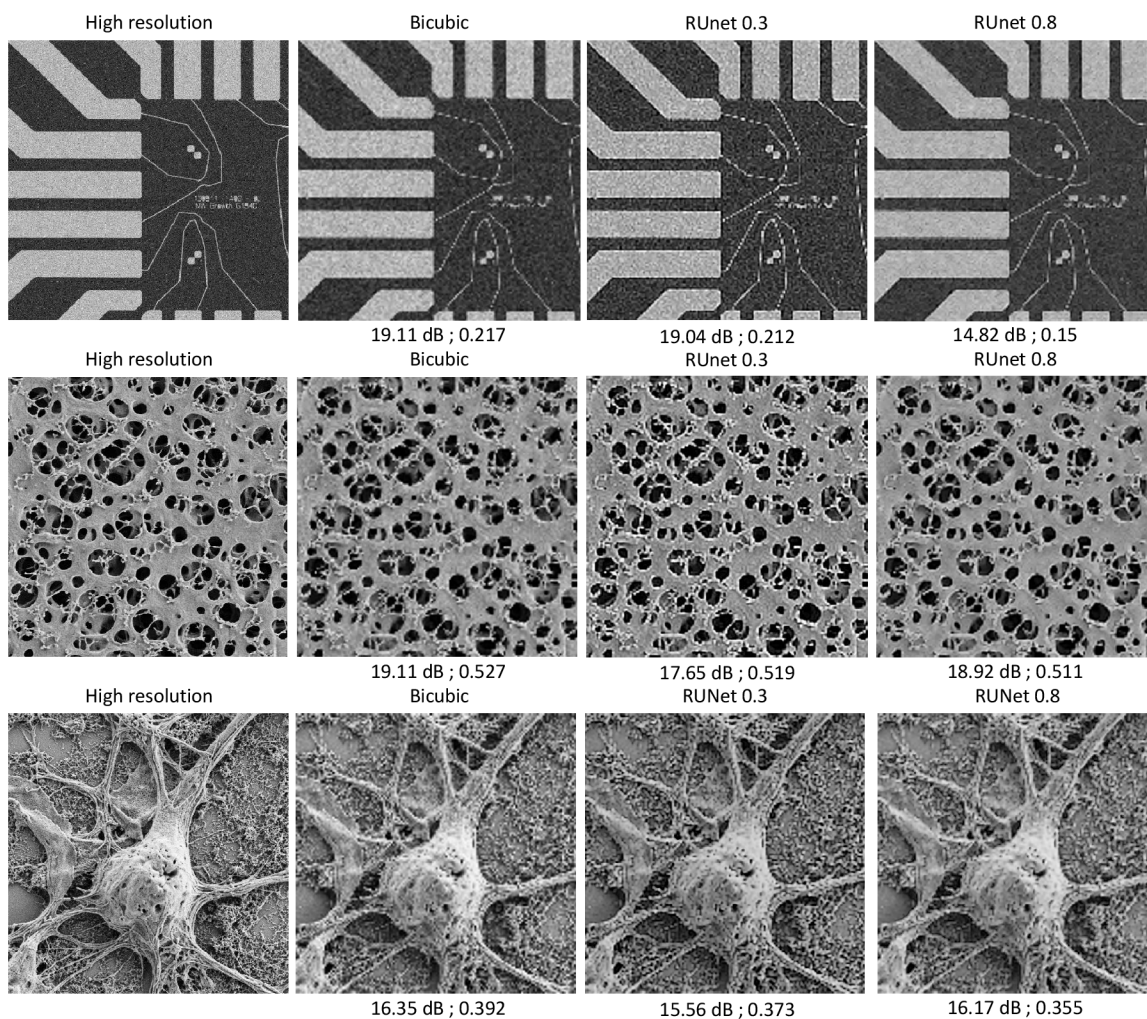 High resolution Bicubic RUnet 0.3 RUnet 0.8
19.11 dB ; 0.217 19.04 dB ; 0.212 14.82 dB ; 0.15
High resolution Bicubic RUnet 0.3 RUnet 0.8
19.11 dB ; 0.527 17.65 dB ; 0.519 18.92 dB ; 0.511
High resolution Bicubic RUNet 0.3 RUNet 0.8
16.35 dB ; 0.392 15.56 dB ; 0.373 16.17 dB ; 0.355